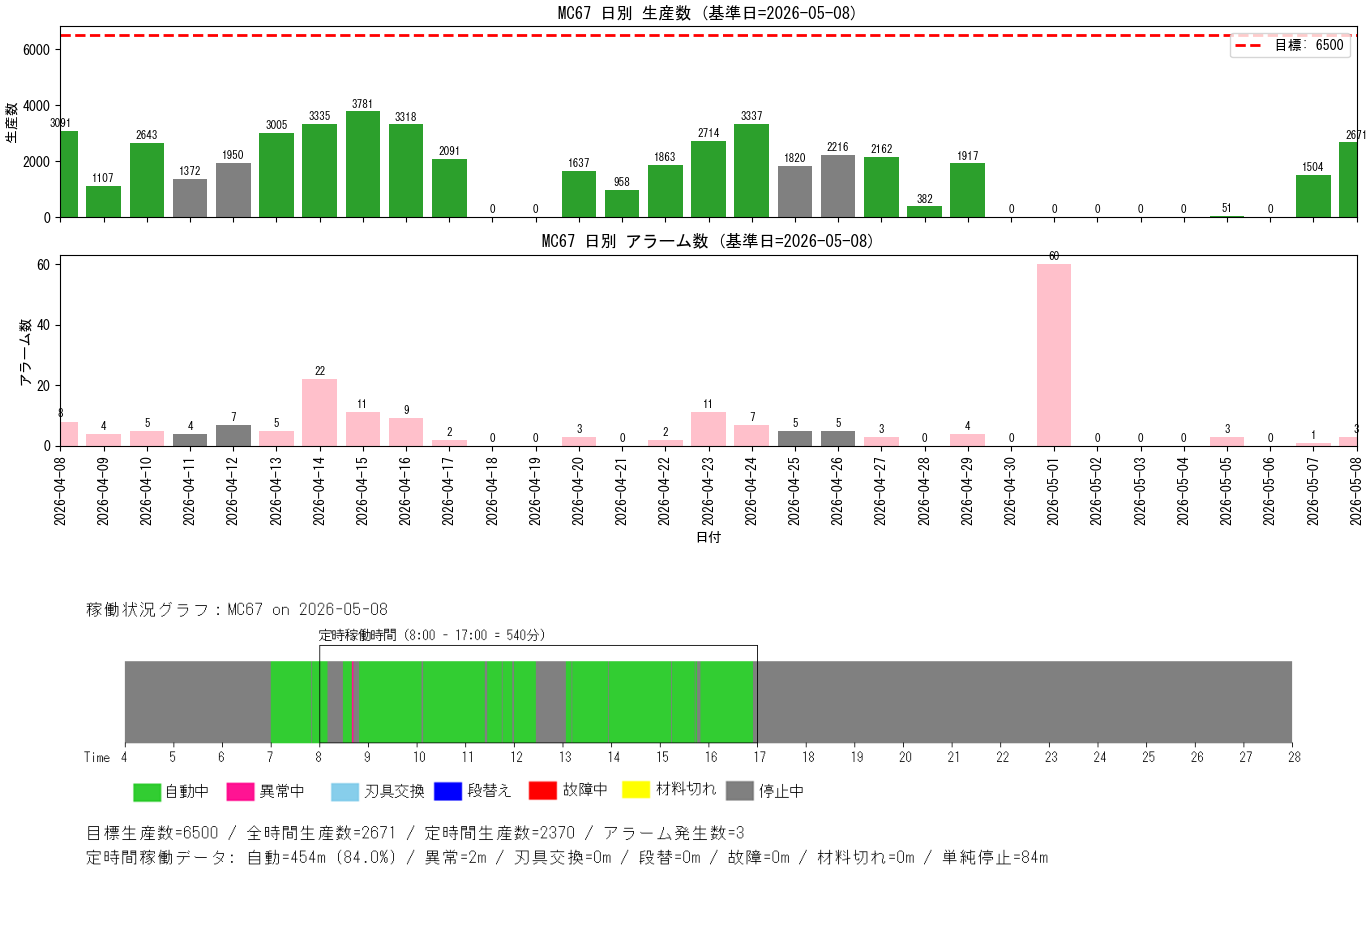 MC67 日別 生産数 (基準日=2026-05-08)
生産数
6000
4000
2000
0
目標: 6500
3091 1107 2643 1372 1950 3005 3335 3781 3318 2091 0 0 1637 958 1863 2714 3337 1820 2216 2162 382 1917 0 0 0 0 0 51 0 1504 2671
MC67 日別 アラーム数 (基準日=2026-05-08)
アラーム数
60
40
20
0
8 4 5 4 7 5 22 11 9 2 0 0 3 0 2 11 7 5 5 3 0 4 0 60 0 0 0 3 0 1 3
2026-04-08 2026-04-09 2026-04-10 2026-04-11 2026-04-12 2026-04-13 2026-04-14 2026-04-15 2026-04-16 2026-04-17 2026-04-18 2026-04-19 2026-04-20 2026-04-21 2026-04-22 2026-04-23 2026-04-24 2026-04-25 2026-04-26 2026-04-27 2026-04-28 2026-04-29 2026-04-30 2026-05-01 2026-05-02 2026-05-03 2026-05-04 2026-05-05 2026-05-06 2026-05-07 2026-05-08
日付
稼働状況グラフ：MC67 on 2026-05-08
定時稼働時間 (8:00 - 17:00 = 540分)
Time 4 5 6 7 8 9 10 11 12 13 14 15 16 17 18 19 20 21 22 23 24 25 26 27 28
自動中 異常中 刃具交換 段替え 故障中 材料切れ 停止中
目標生産数=6500 / 全時間生産数=2671 / 定時間生産数=2370 / アラーム発生数=3
定時間稼働データ: 自動=454m (84.0%) / 異常=2m / 刃具交換=0m / 段替=0m / 故障=0m / 材料切れ=0m / 単純停止=84m